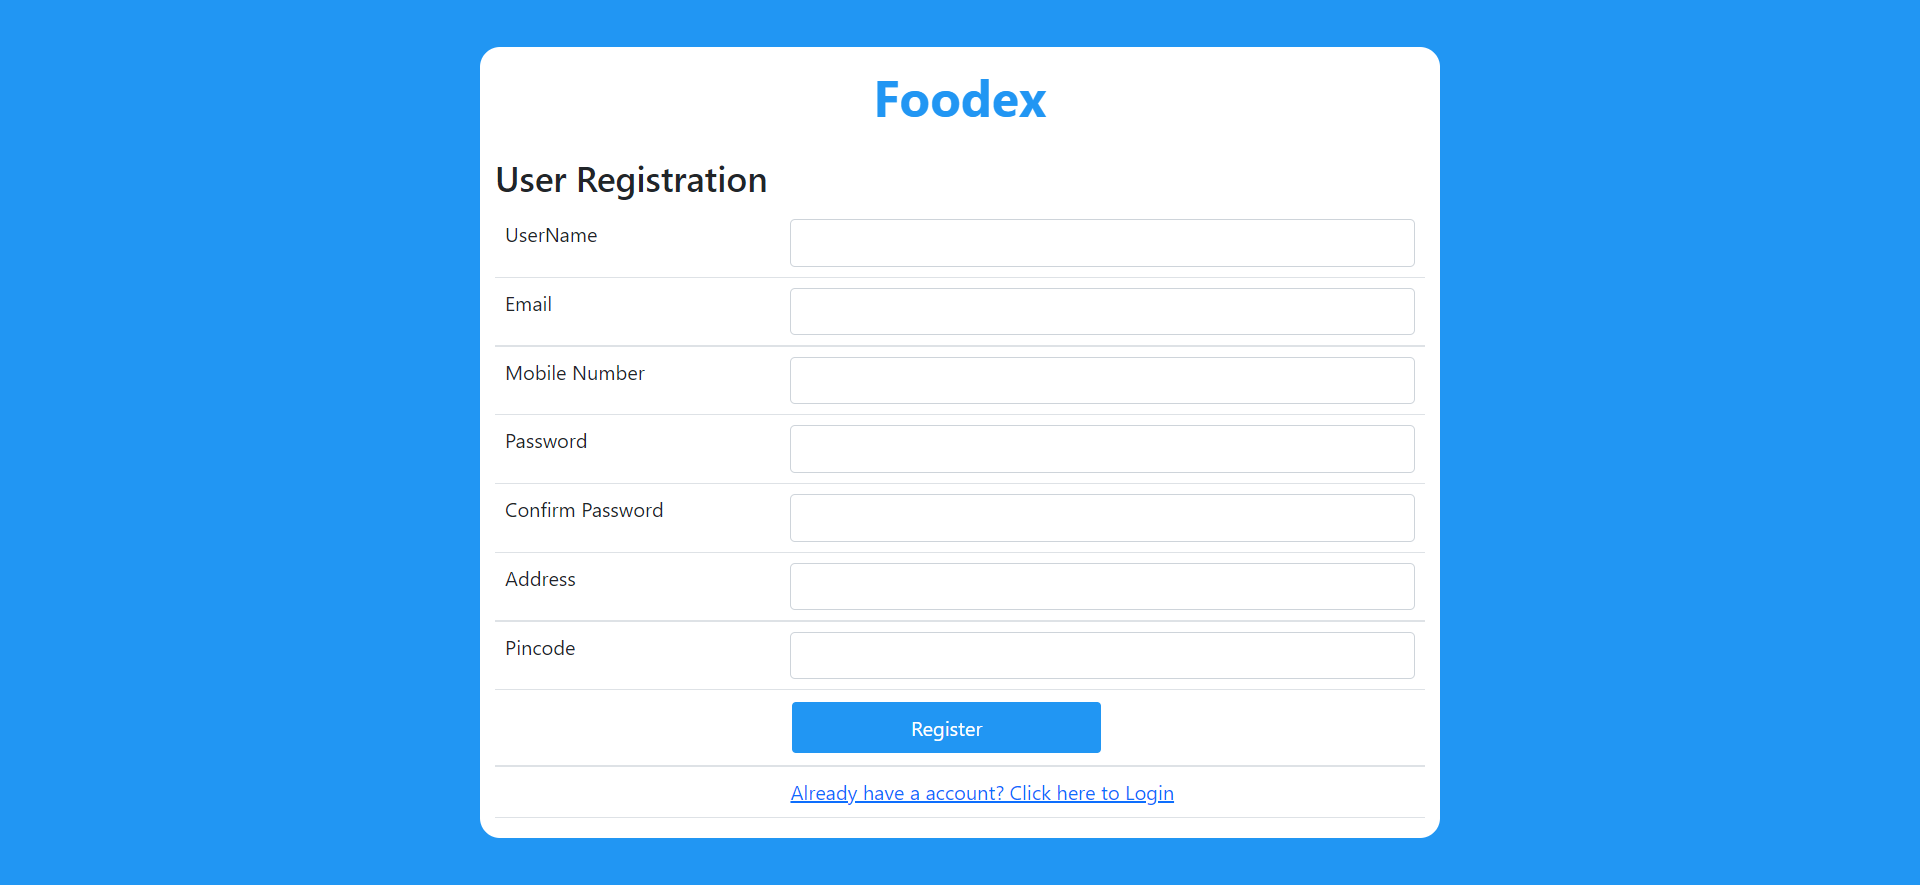 Foodex
User Registration
UserName
Email
Mobile Number
Password
Confirm Password
Address
Pincode
Register
Already have a account? Click here to Login